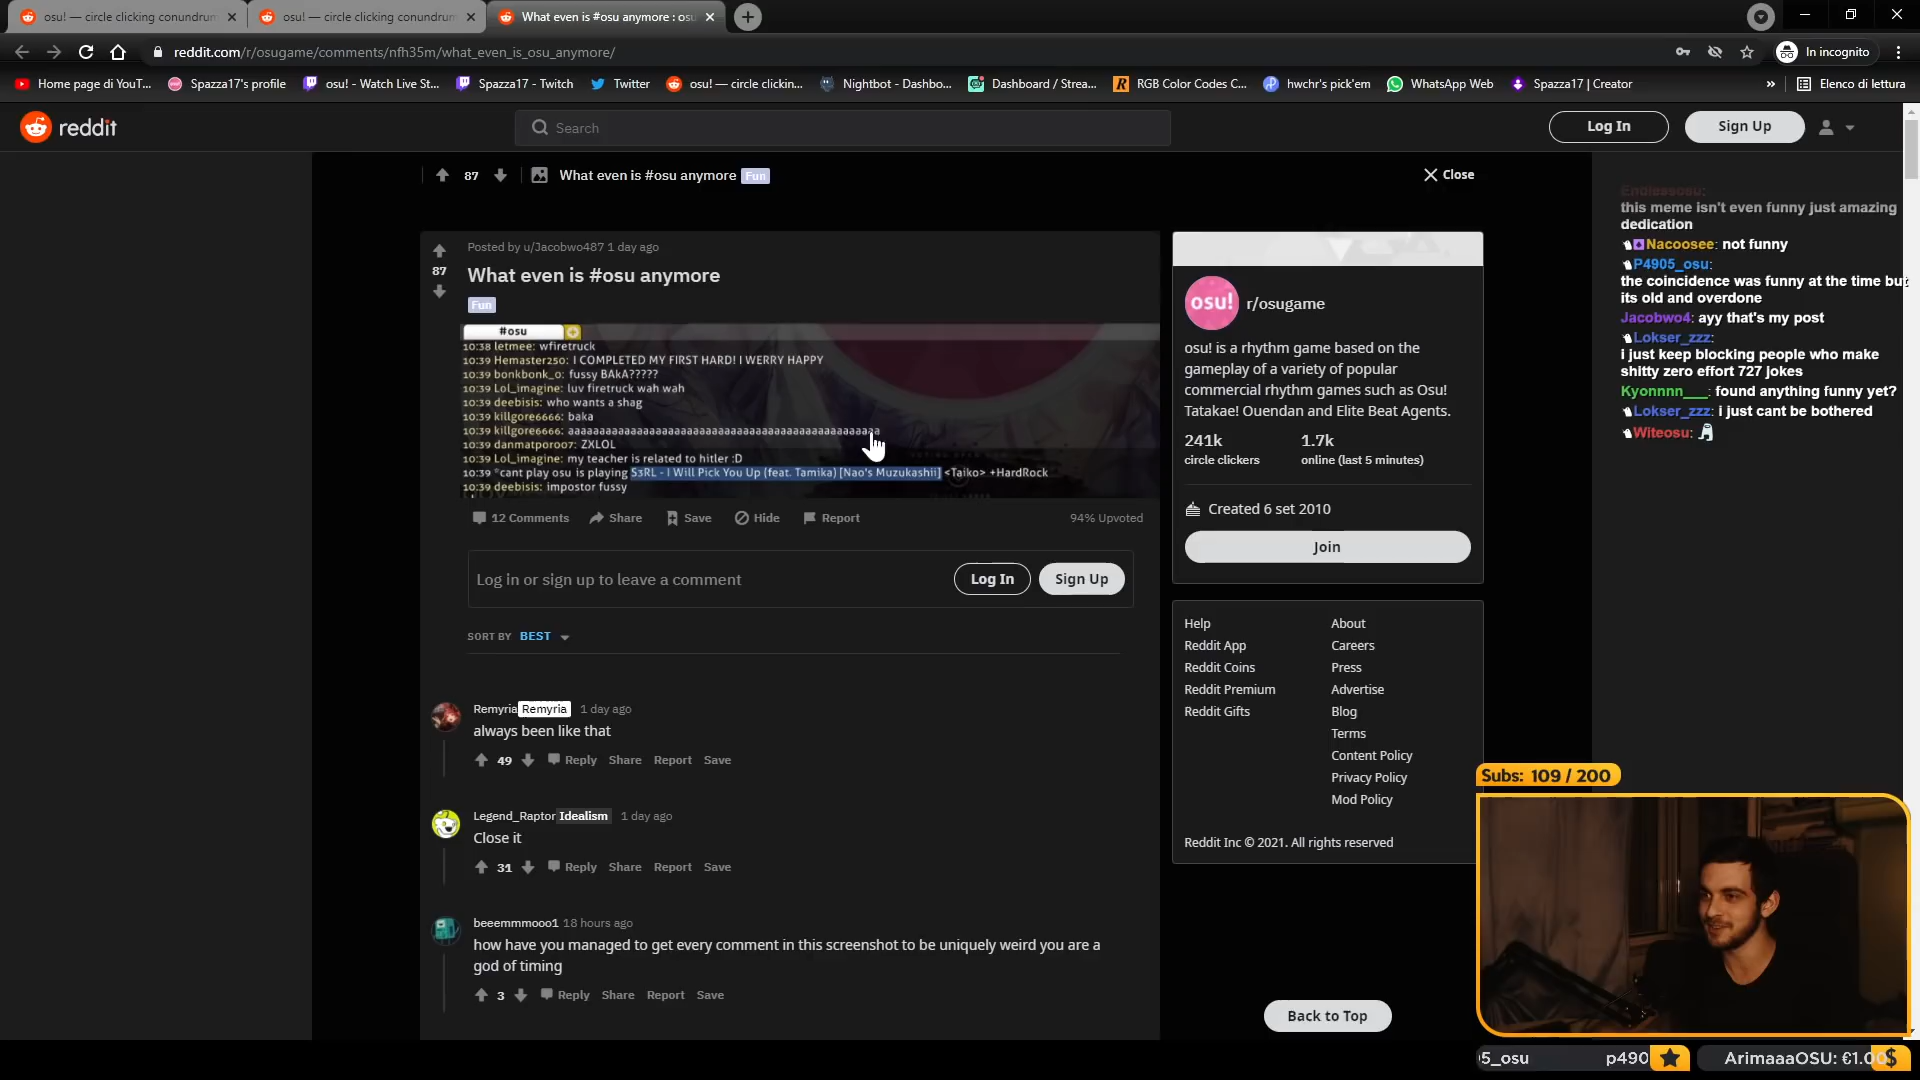 osu! — circle clicking conundrum
osu! — circle clicking conundrum
What even is #osu anymore : osu
reddit.com/r/osugame/comments/nfh35m/what_even_is_osu_anymore/
In incognito
Home page di YouT...
Spazza17's profile
osu! - Watch Live St...
Spazza17 - Twitch
Twitter
osu! — circle clickin...
Nightbot - Dashbo...
Dashboard / Strea...
RGB Color Codes C...
hwchr's pick'em
WhatsApp Web
Spazza17 | Creator
»
Elenco di lettura
reddit
Search
Log In
Sign Up
87
What even is #osu anymore Fun
Close
Posted by u/Jacobwo487 1 day ago
87
What even is #osu anymore
Fun
#osu
10:38 letmee: wfiretruck
10:39 Hemaster250: I COMPLETED MY FIRST HARD! I WERRY HAPPY
10:39 bonkbonk_0: fussy BAkA?????
10:39 Lol_imagine: luv firetruck wah wah
10:39 deebisis: who wants a shag
10:39 killgore6666: baka
10:39 danmatporoo7: ZXLOL
10:39 Lol_imagine: my teacher is related to hitler :D
10:39 *cant play osu is playing S3RL - I Will Pick You Up (feat. Tamika) [Nao's Muzukashii] <Taiko> +HardRock
10:39 deebisis: impostor fussy
12 Comments
Share
Save
Hide
Report
94% Upvoted
Log in or sign up to leave a comment
Log In
Sign Up
SORT BY BEST
Remyria Remyria 1 day ago
always been like that
49 Reply Share Report Save
Legend_Raptor Idealism 1 day ago
Close it
31 Reply Share Report Save
beeemmmooo1 18 hours ago
how have you managed to get every comment in this screenshot to be uniquely weird you are a
god of timing
3 Reply Share Report Save
osu!
r/osugame
osu! is a rhythm game based on the
gameplay of a variety of popular
commercial rhythm games such as Osu!
Tatakae! Ouendan and Elite Beat Agents.
241k
circle clickers
1.7k
online (last 5 minutes)
Created 6 set 2010
Join
Help
About
Reddit App
Careers
Reddit Coins
Press
Reddit Premium
Advertise
Reddit Gifts
Blog
Terms
Content Policy
Privacy Policy
Mod Policy
Reddit Inc © 2021. All rights reserved
Back to Top
Endlessosu:
this meme isn't even funny just amazing
dedication
Nacoosee: not funny
P4905_osu:
the coincidence was funny at the time but
its old and overdone
Jacobwo4: ayy that's my post
Lokser_zzz:
i just keep blocking people who make
shitty zero effort 727 jokes
Kyonnnn___: found anything funny yet?
Lokser_zzz: i just cant be bothered
Witeosu:
Subs: 109 / 200
5_osu
p490
ArimaaaOSU: €1.00
$